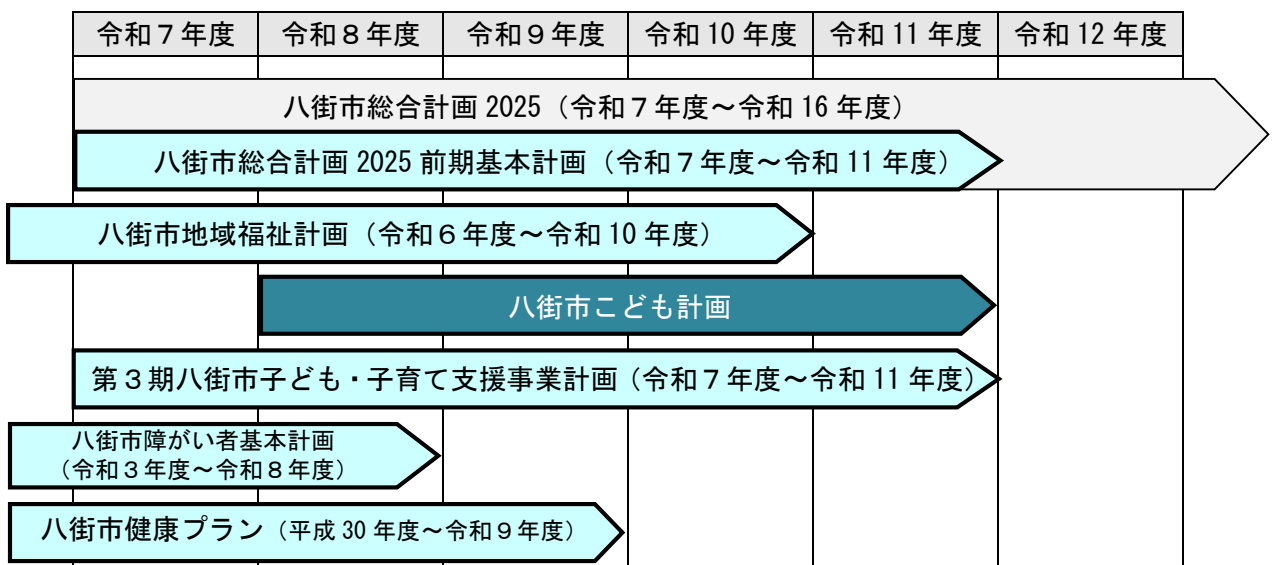 令和７年度 令和８年度 令和９年度 令和 10 年度 令和 11 年度 令和 12 年度
八街市総合計画 2025（令和７年度～令和 16 年度）
八街市総合計画 2025 前期基本計画（令和７年度～令和 11 年度）
八街市地域福祉計画（令和６年度～令和 10 年度）
八街市こども計画
第３期八街市子ども・子育て支援事業計画（令和７年度～令和 11 年度）
八街市障がい者基本計画
（令和３年度～令和８年度）
八街市健康プラン（平成 30 年度～令和９年度）